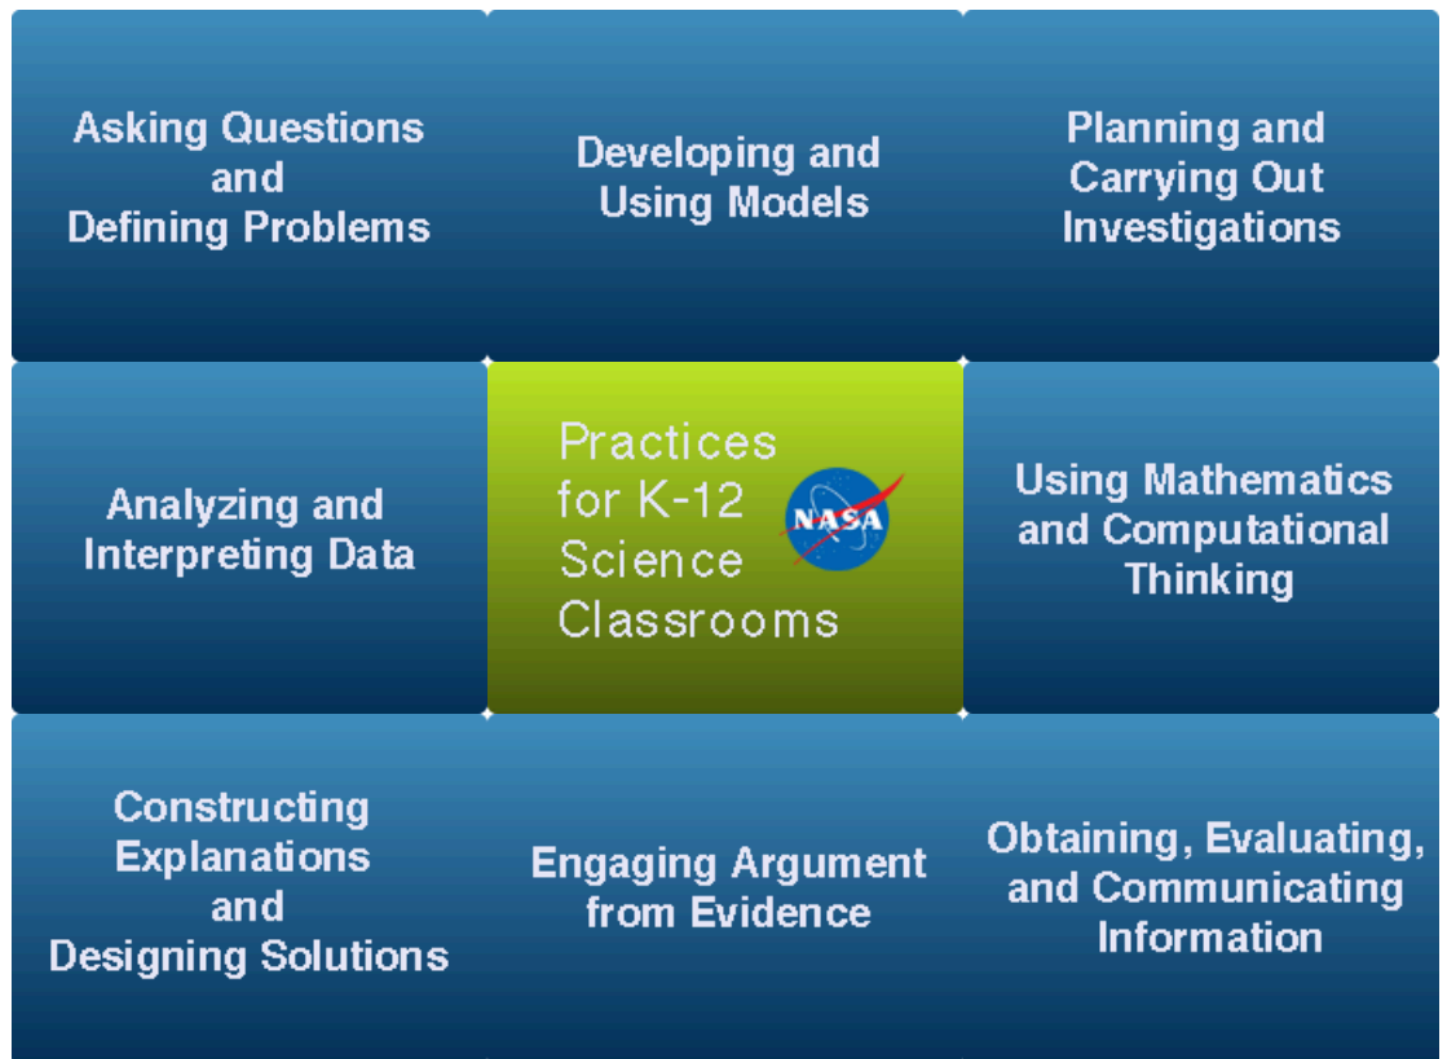 Asking Questions
and
Defining Problems
Developing and
Using Models
Planning and
Carrying Out
Investigations
Analyzing and
Interpreting Data
Practices
for K-12
Science
Classrooms
NASA
Using Mathematics
and Computational
Thinking
Constructing
Explanations
and
Designing Solutions
Engaging Argument
from Evidence
Obtaining, Evaluating,
and Communicating
Information